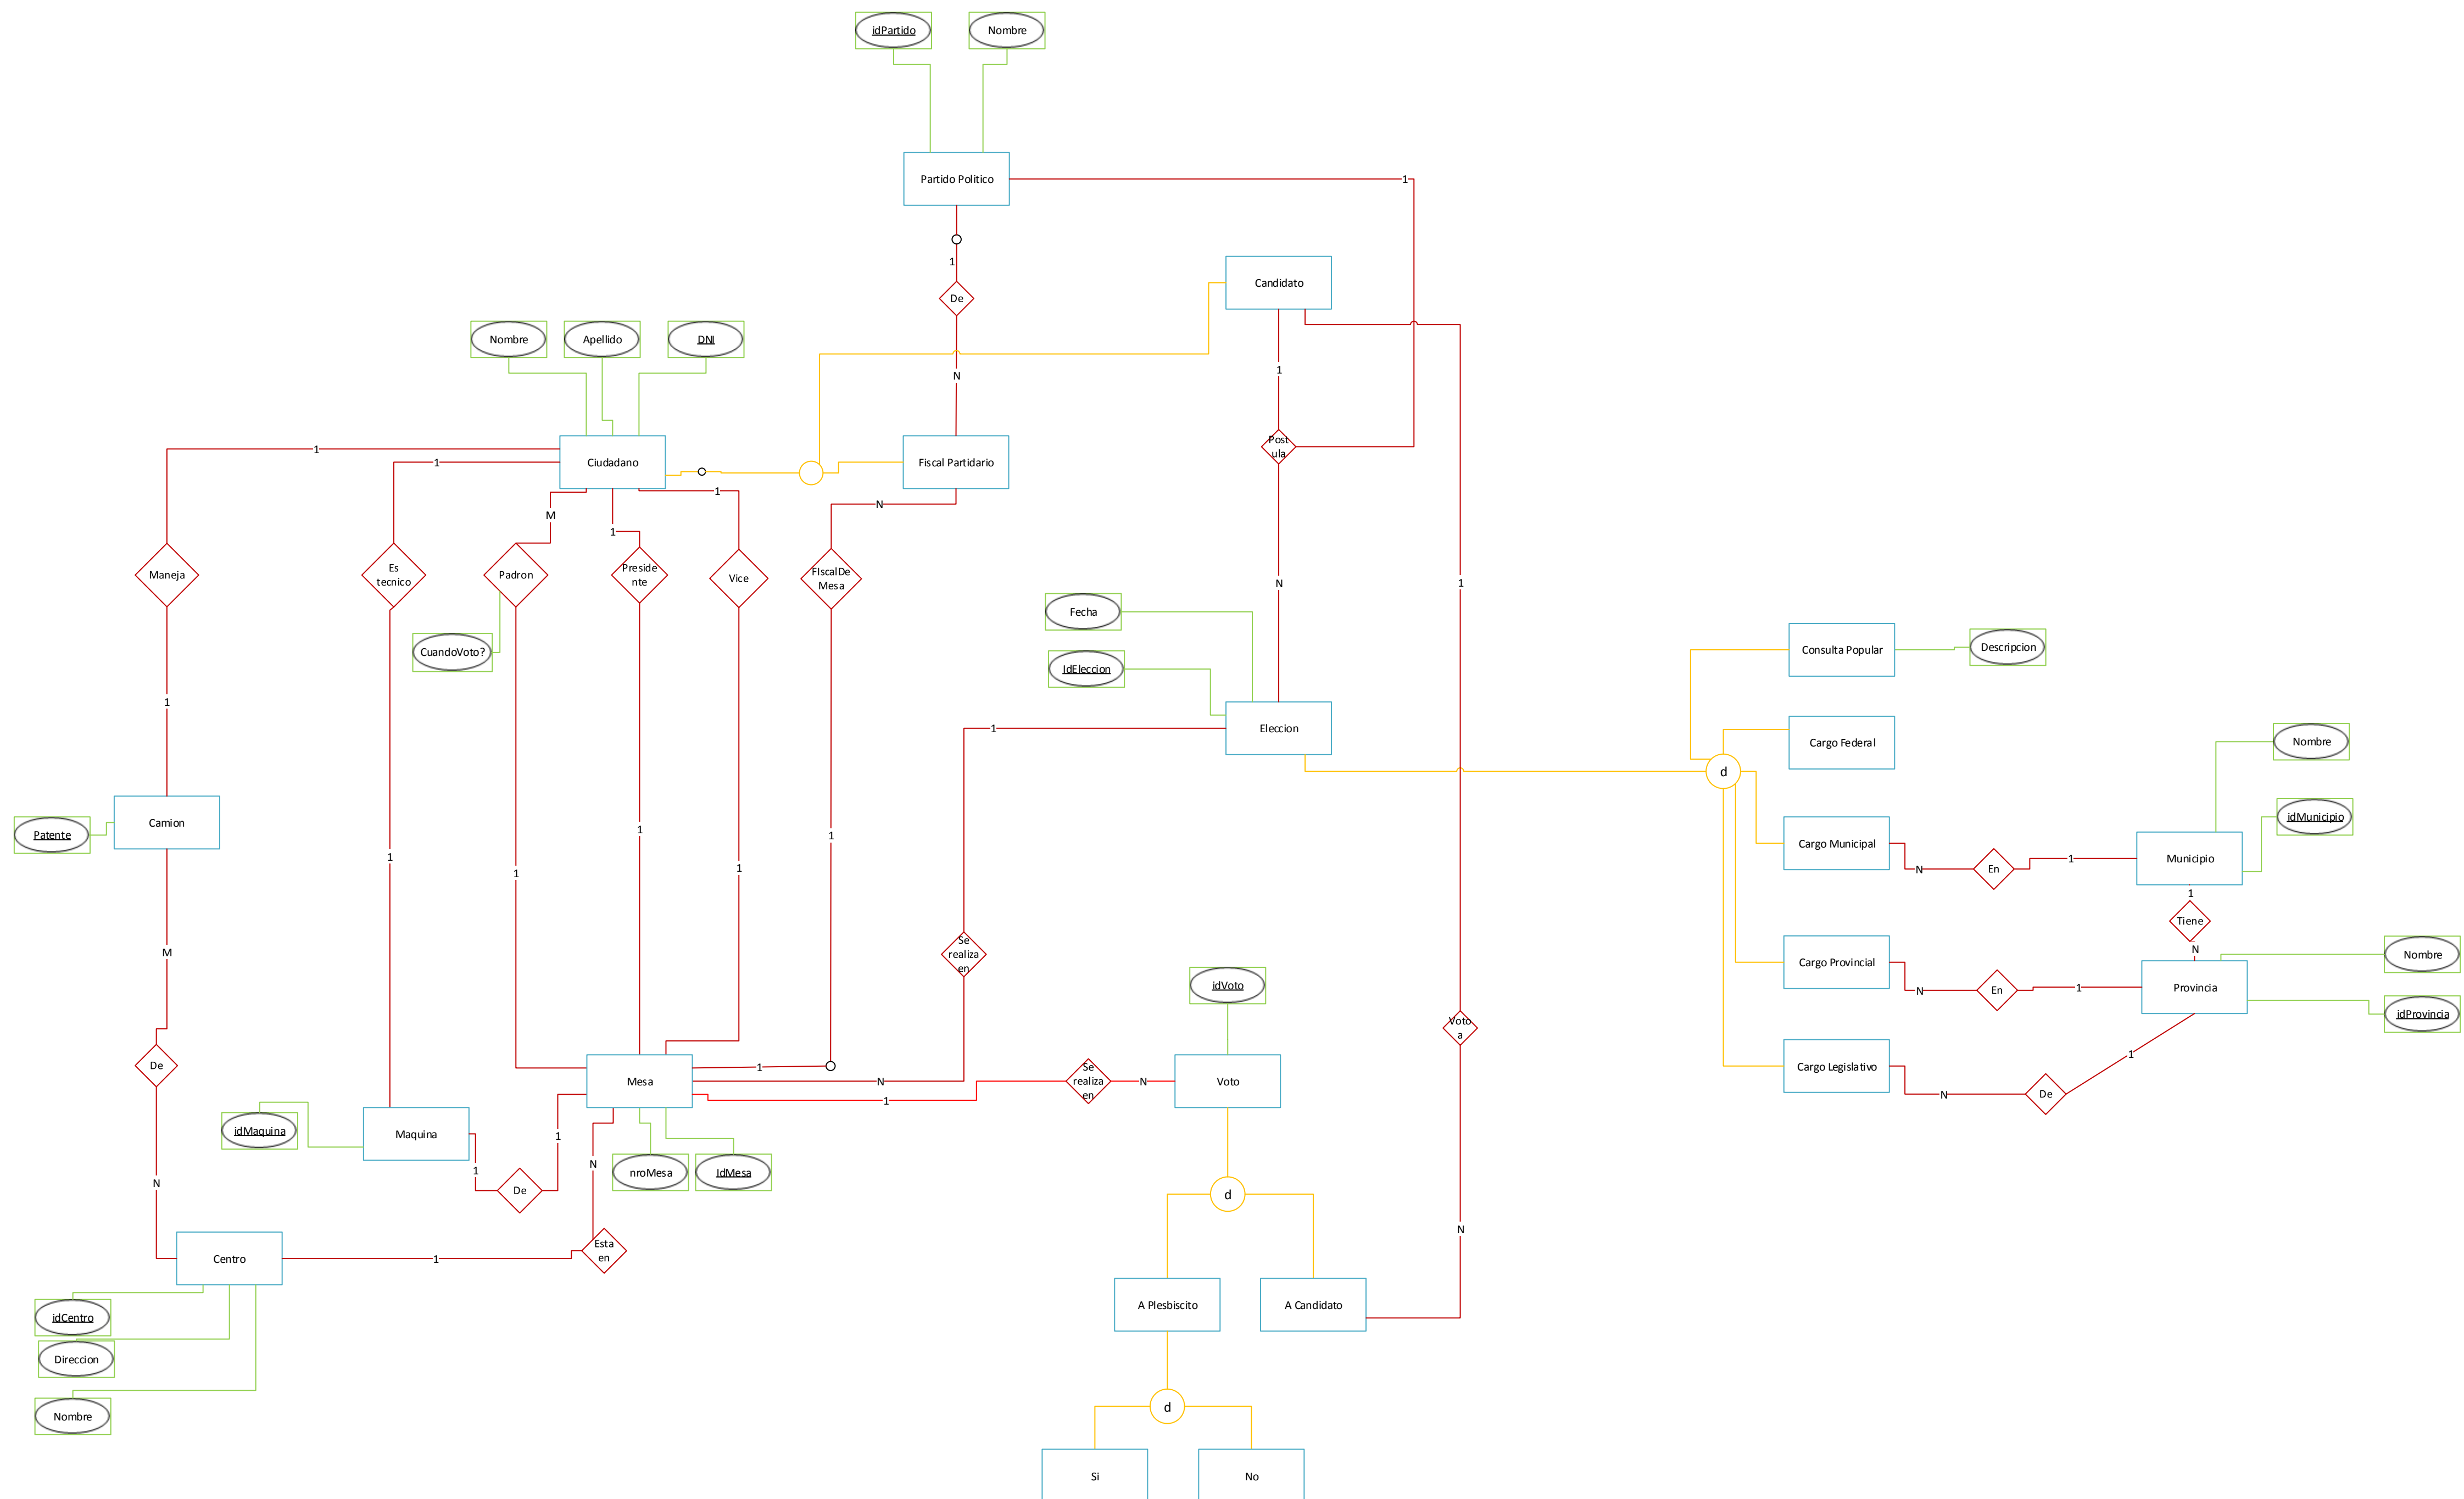 idPartido
Nombre
Partido Politico
1
1
De
Candidato
Nombre
Apellido
DNI
1
N
1
1
Ciudadano
Fiscal Partidario
Post
ula
M
1
1
N
Maneja
Es
tecnico
Padron
Preside
nte
Vice
FIscalDe
Mesa
N
1
Fecha
CuandoVoto?
IdEleccion
Consulta Popular
Descripcion
1
1
Eleccion
Cargo Federal
Nombre
d
Patente
Camion
1
1
1
1
1
idMunicipio
Cargo Municipal
N
En
1
Municipio
1
Tiene
N
M
Se
realiza
en
Nombre
Cargo Provincial
N
En
1
Provincia
idProvincia
idVoto
Voto
a
De
1
Mesa
N
1
Se
realiza
en
N
Voto
Cargo Legislativo
N
De
1
idMaquina
Maquina
1
1
De
N
nroMesa
IdMesa
N
d
N
Centro
1
Esta
en
idCentro
Direccion
Nombre
A Plesbiscito
A Candidato
d
Si
No